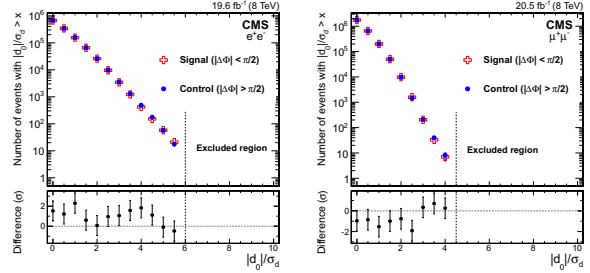 19.6 fb⁻¹ (8 TeV)
Number of events with |d₀|/σ_d > x
10⁶
10⁵
10⁴
10³
10²
10
1
CMS
e⁺e⁻
Signal (|ΔΦ| < π/2)
Control (|ΔΦ| > π/2)
Excluded region
Difference (σ)
2
0
0 2 4 6 8 10
|d₀|/σ_d
20.5 fb⁻¹ (8 TeV)
Number of events with |d₀|/σ_d > x
10⁶
10⁵
10⁴
10³
10²
10
1
CMS
μ⁺μ⁻
Signal (|ΔΦ| < π/2)
Control (|ΔΦ| > π/2)
Excluded region
Difference (σ)
0
-2
0 2 4 6 8 10
|d₀|/σ_d